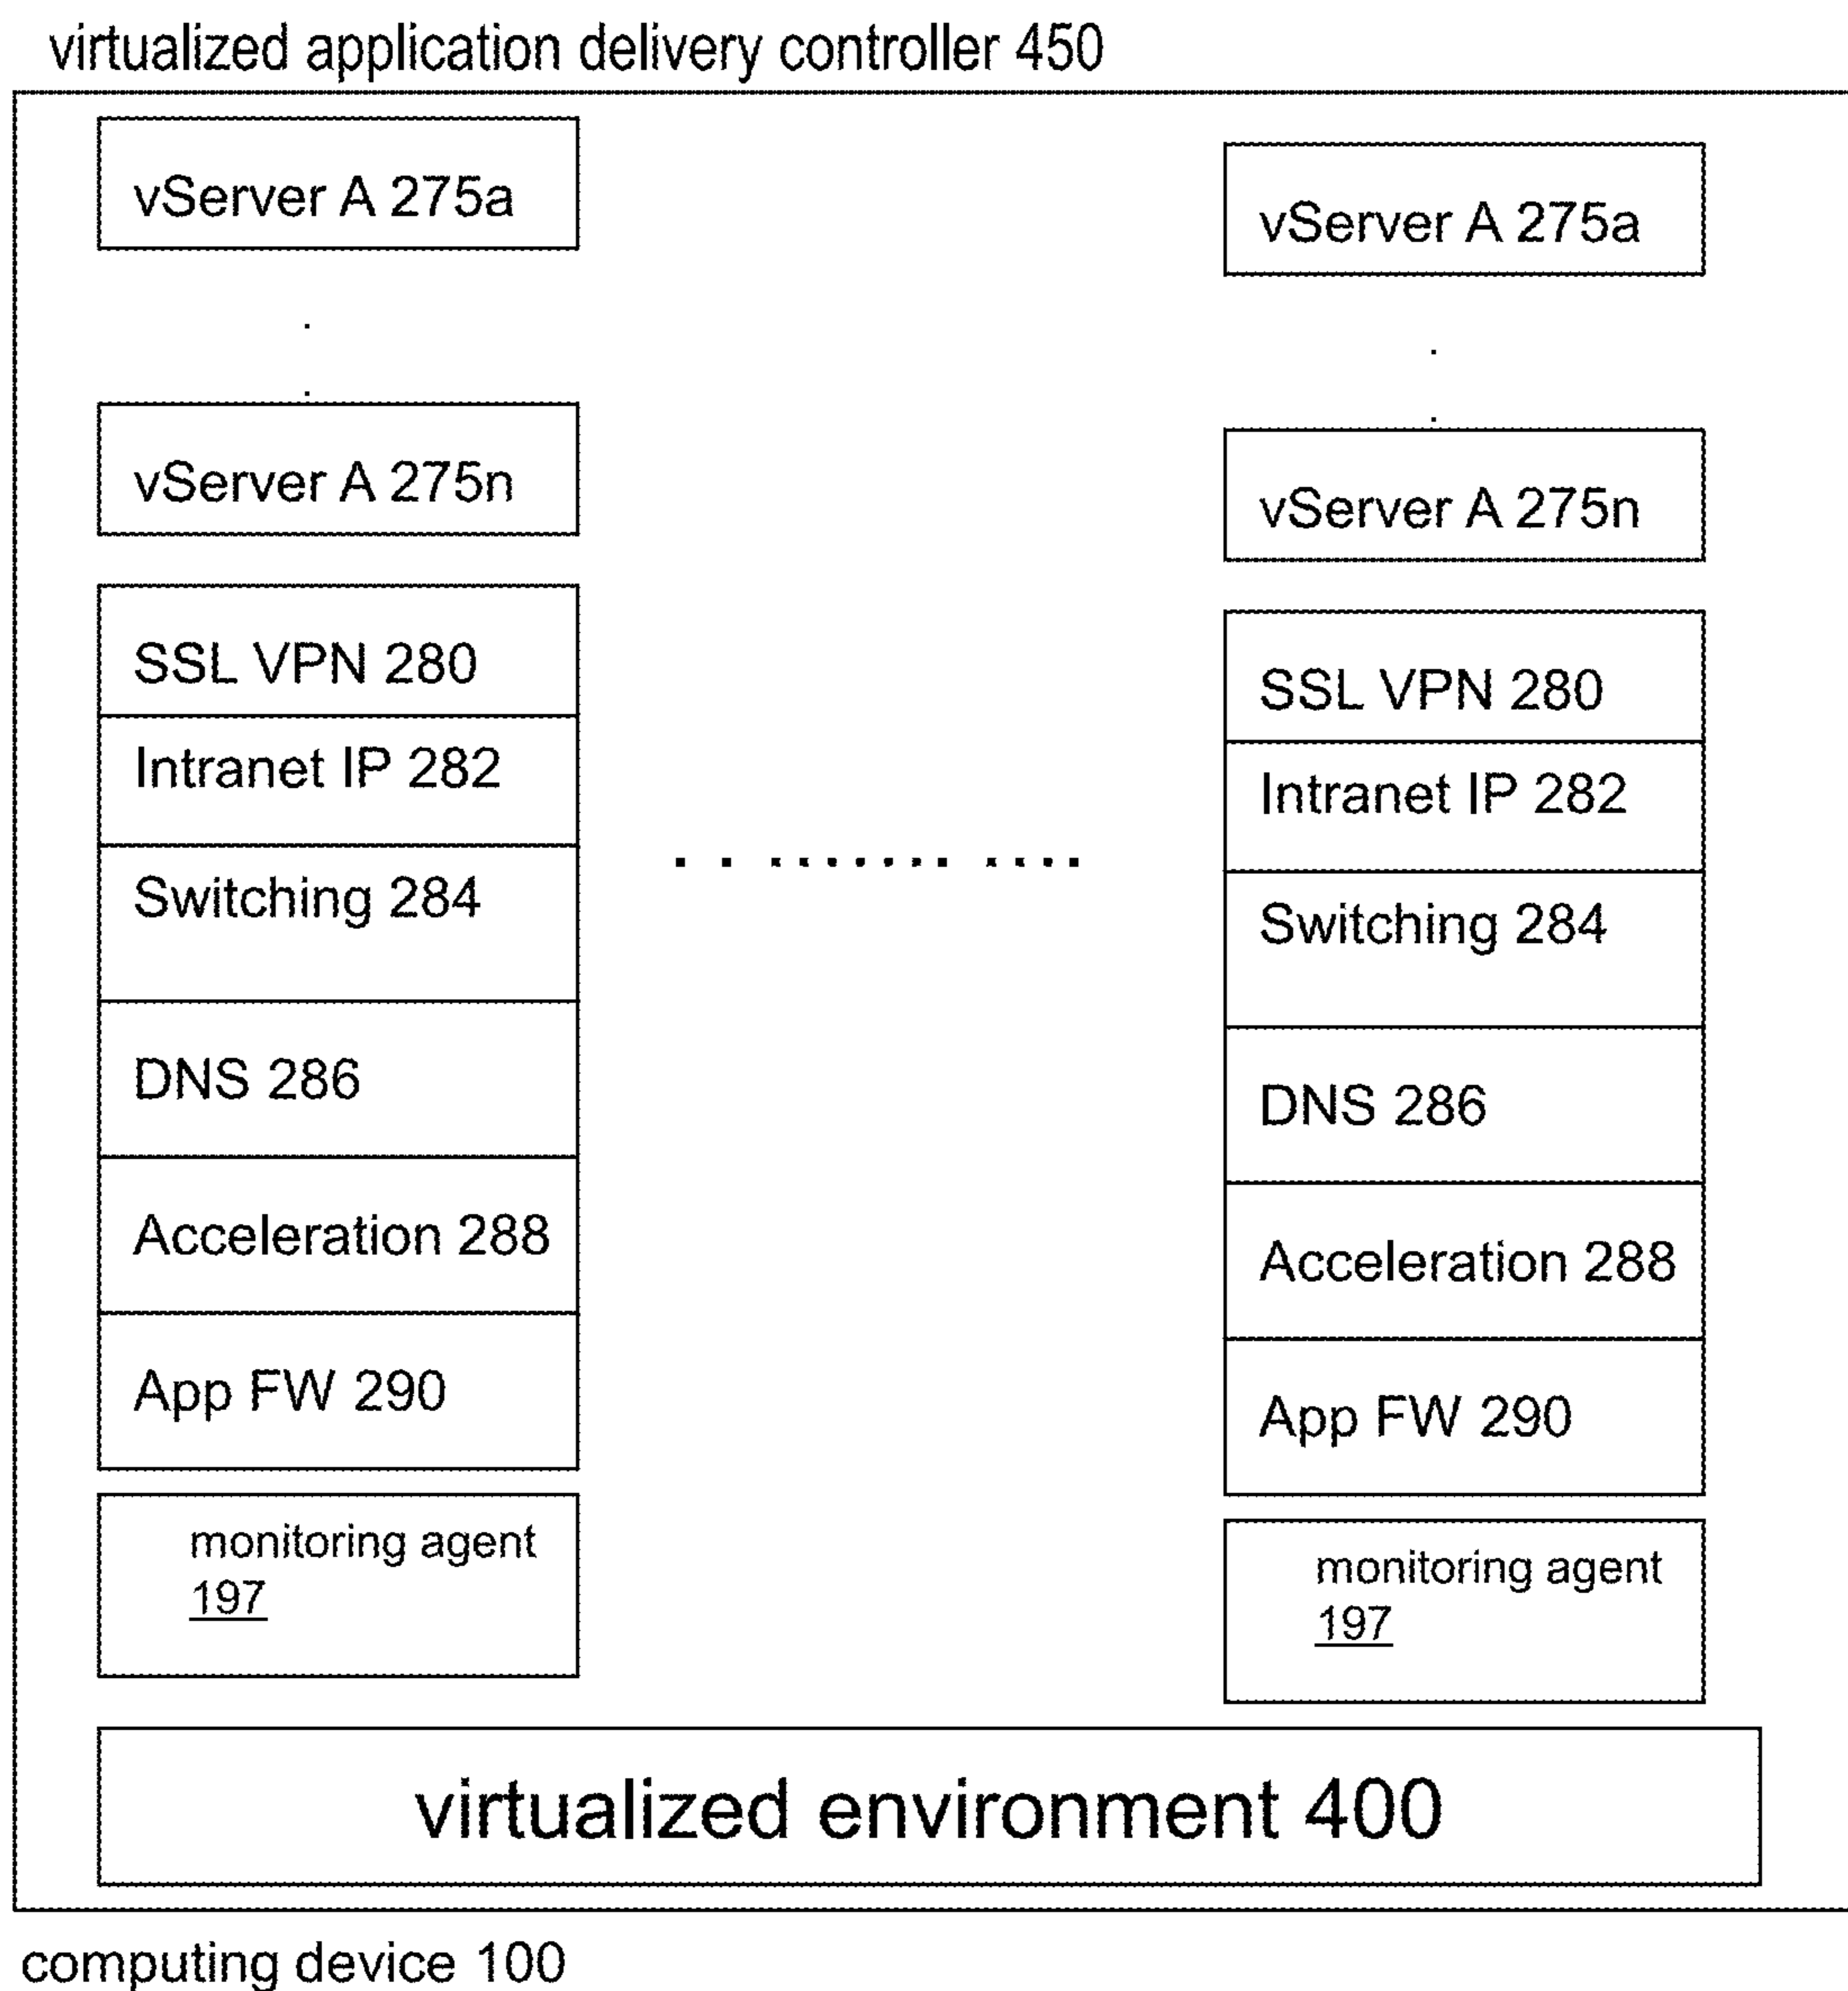 virtualized application delivery controller 450
vServer A 275a
vServer A 275n
SSL VPN 280
Intranet IP 282
Switching 284
DNS 286
Acceleration 288
App FW 290
monitoring agent
197
vServer A 275a
vServer A 275n
SSL VPN 280
Intranet IP 282
Switching 284
DNS 286
Acceleration 288
App FW 290
monitoring agent
197
virtualized environment 400
computing device 100